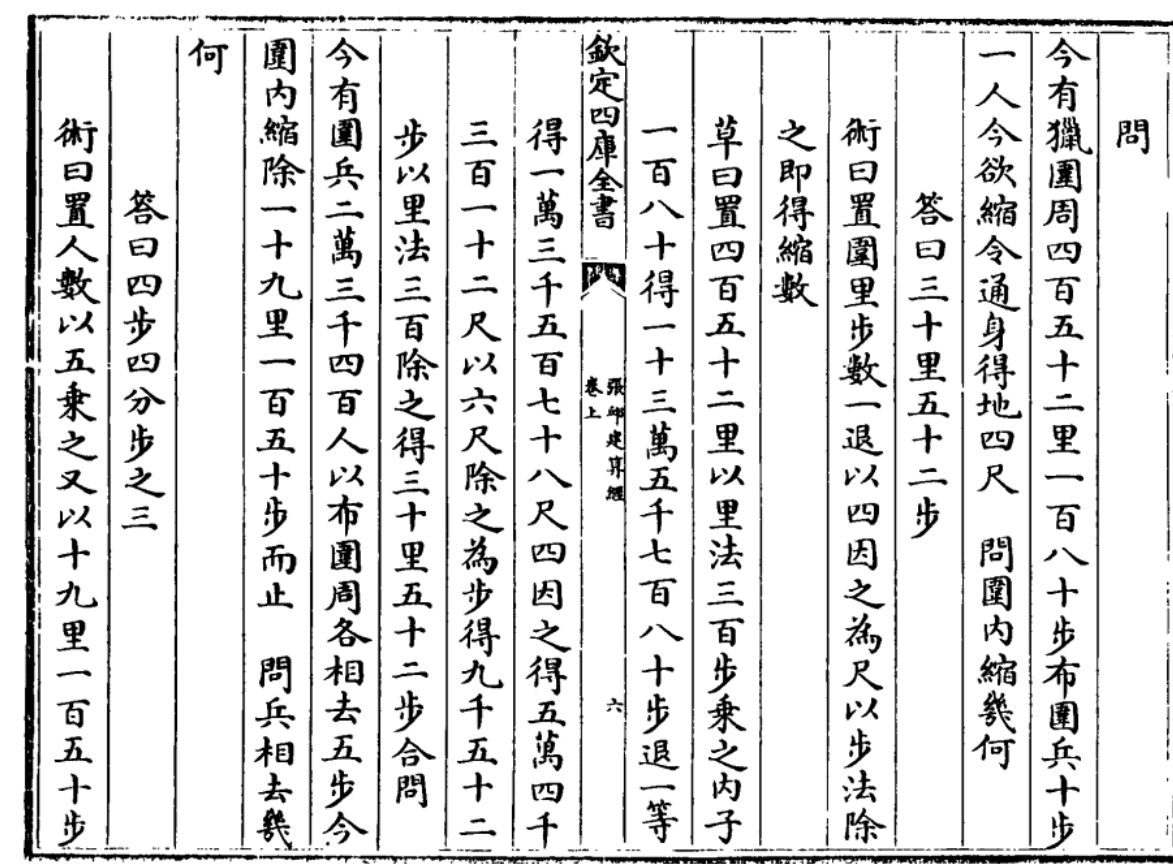 問
今有獵圍周四百五十二里一百八十步布圍兵十步
一人今欲縮令通身得地四尺　問圍内縮幾何
答曰三十里五十二步
術曰置圍里步數一退以四因之為尺以步法除
之即得縮數
草曰置四百五十二里以里法三百步乗之内子
一百八十得一十三萬五千七百八十步退一等
欽定四庫全書
張邱建算經
卷上
六
得一萬三千五百七十八尺四因之得五萬四千
三百一十二尺以六尺除之為步得九千五十二
步以里法三百除之得三十里五十二步合問
今有圍兵二萬三千四百人以布圍周各相去五步今
圍内縮除一十九里一百五十步而止　問兵相去幾
何
答曰四步四分步之三
術曰置人數以五乗之又以十九里一百五十步